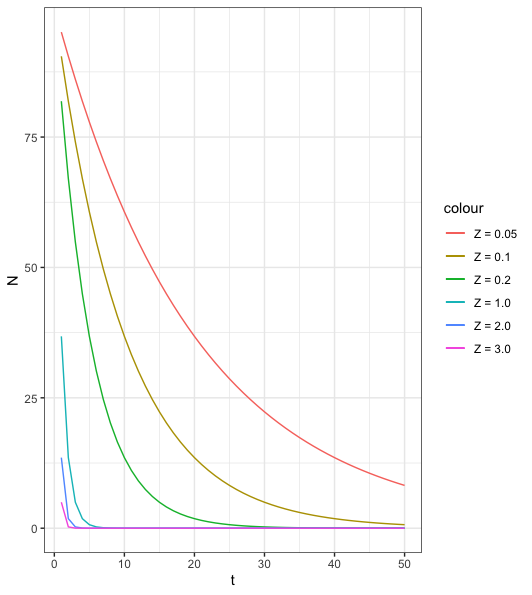 N
75
50
25
0
0
10
20
30
40
50
t
colour
Z = 0.05
Z = 0.1
Z = 0.2
Z = 1.0
Z = 2.0
Z = 3.0